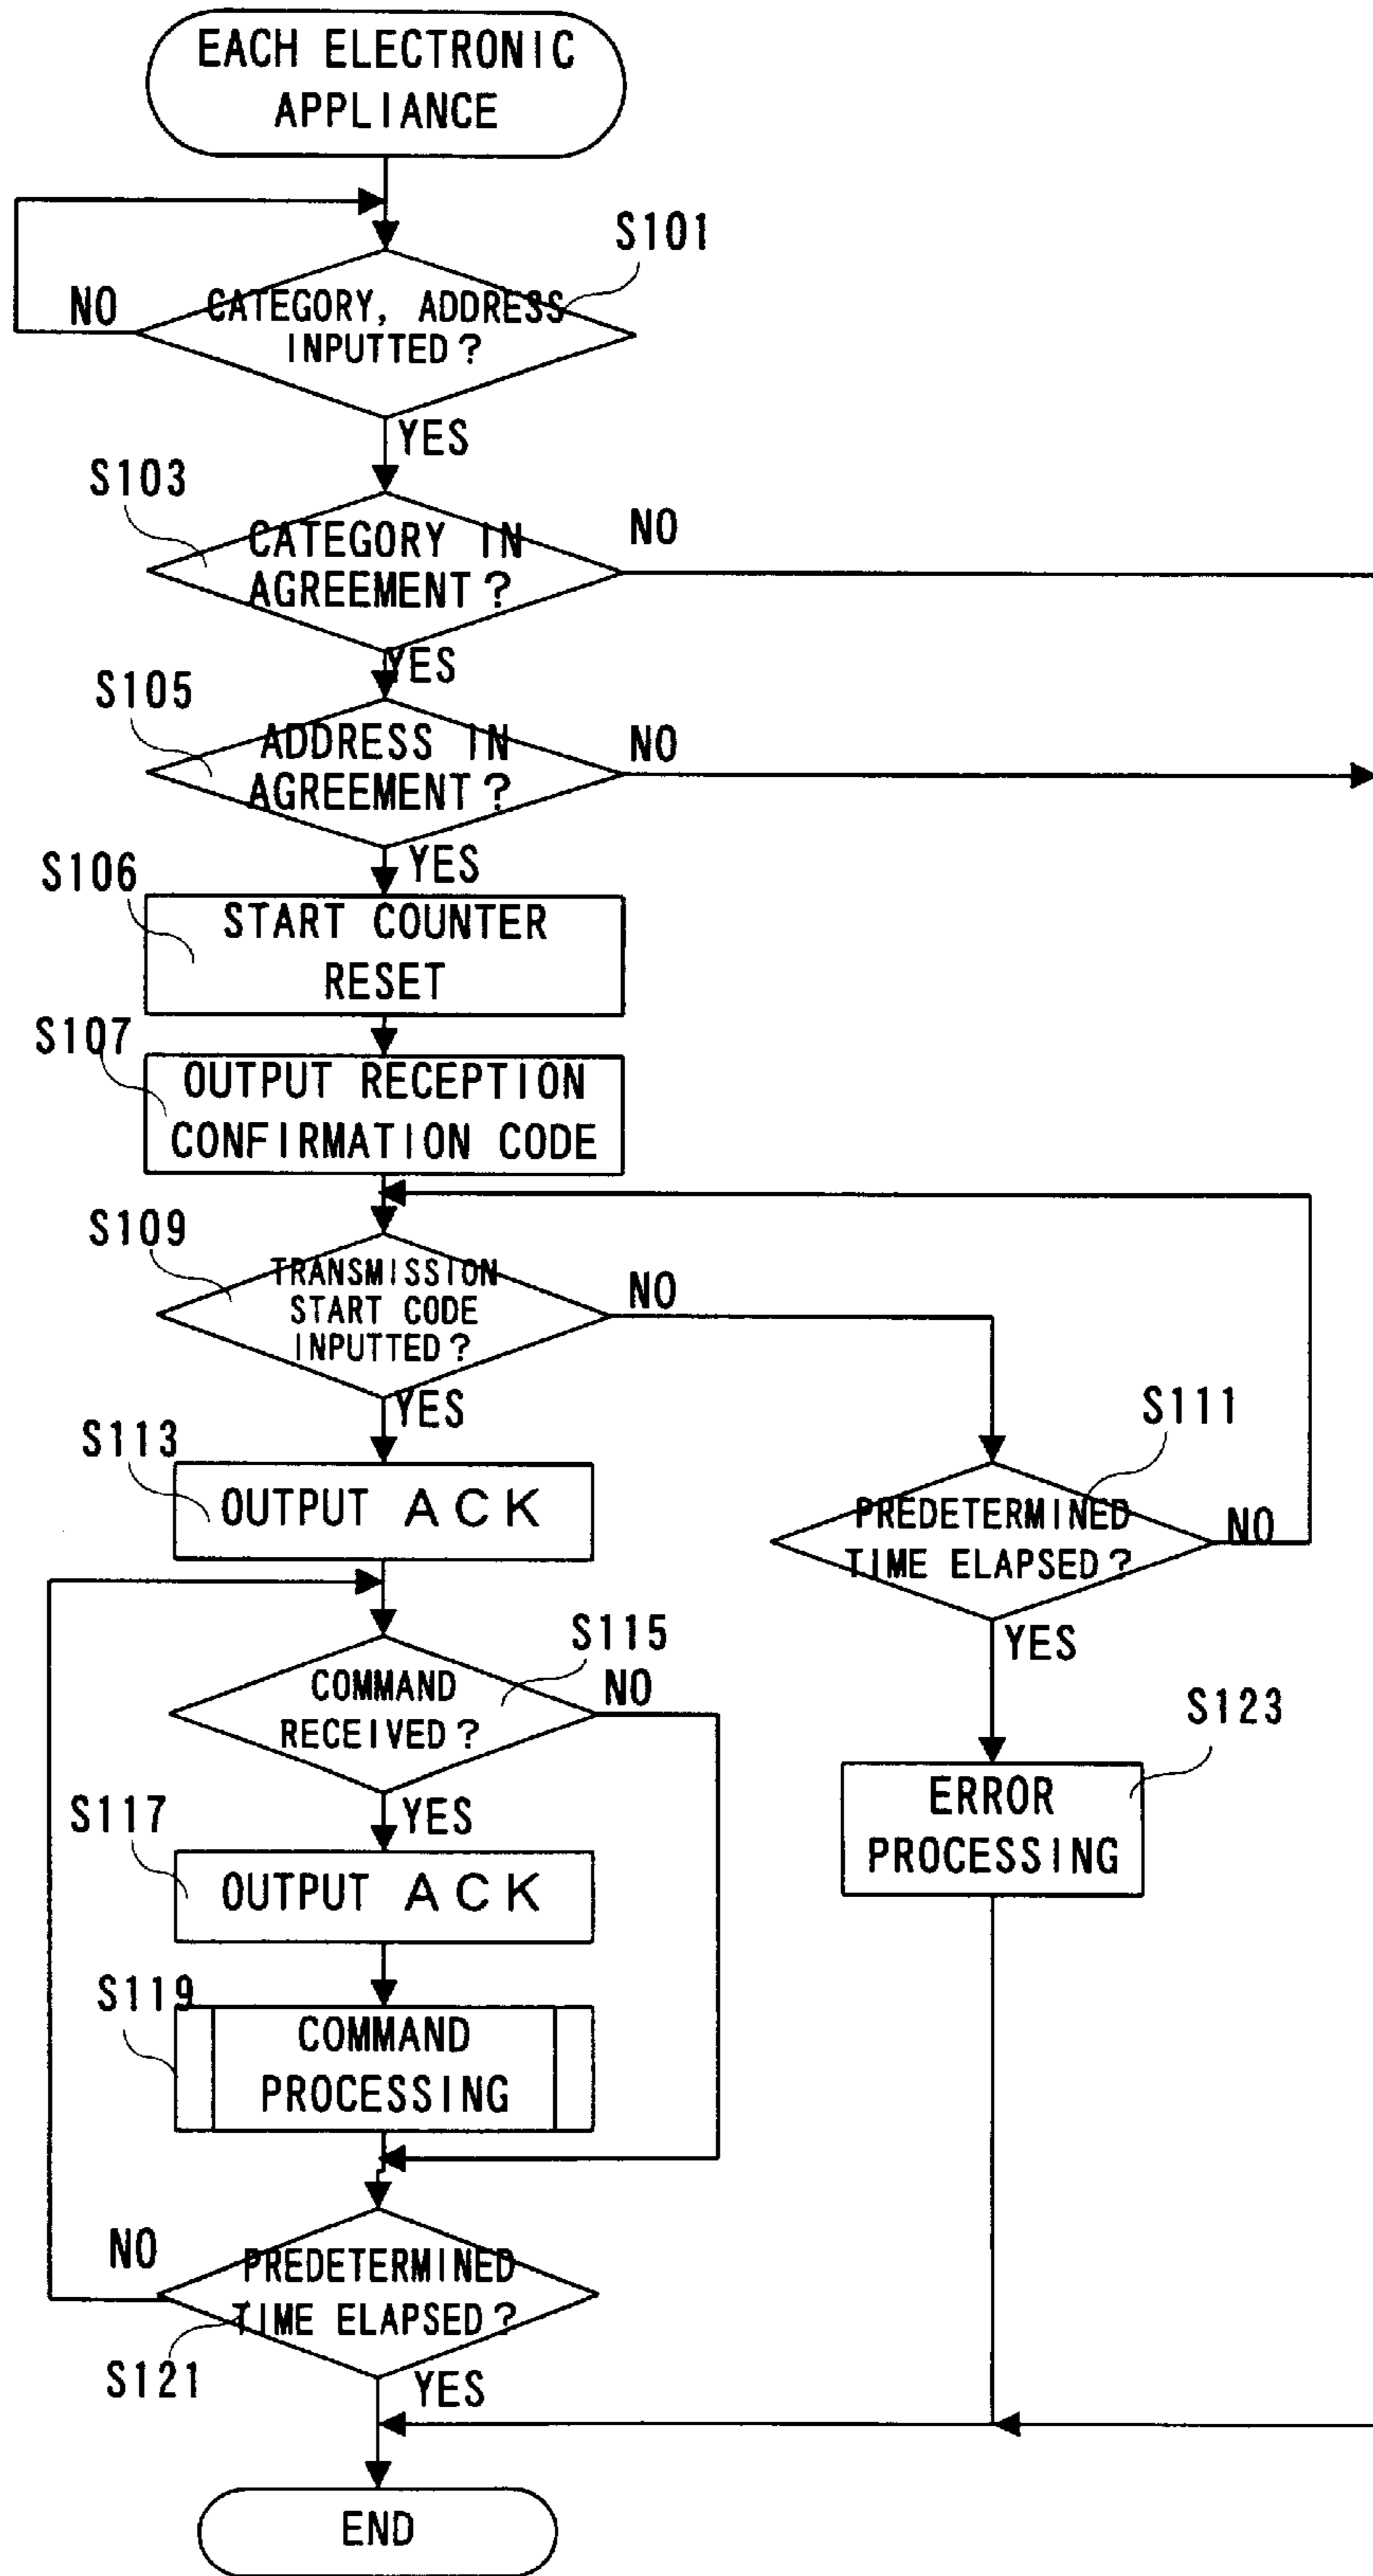 EACH ELECTRONIC
APPLIANCE
S101
NO
CATEGORY, ADDRESS
INPUTTED?
YES
S103
CATEGORY IN
AGREEMENT?
NO
YES
S105
ADDRESS IN
AGREEMENT?
NO
YES
S106
START COUNTER
RESET
S107
OUTPUT RECEPTION
CONFIRMATION CODE
S109
TRANSMISSION
START CODE
INPUTTED?
NO
YES
S111
S113
OUTPUT ACK
PREDETERMINED
TIME ELAPSED?
NO
YES
S115
COMMAND
RECEIVED?
NO
S123
ERROR
PROCESSING
YES
S117
OUTPUT ACK
S119
COMMAND
PROCESSING
NO
PREDETERMINED
TIME ELAPSED?
S121
YES
END